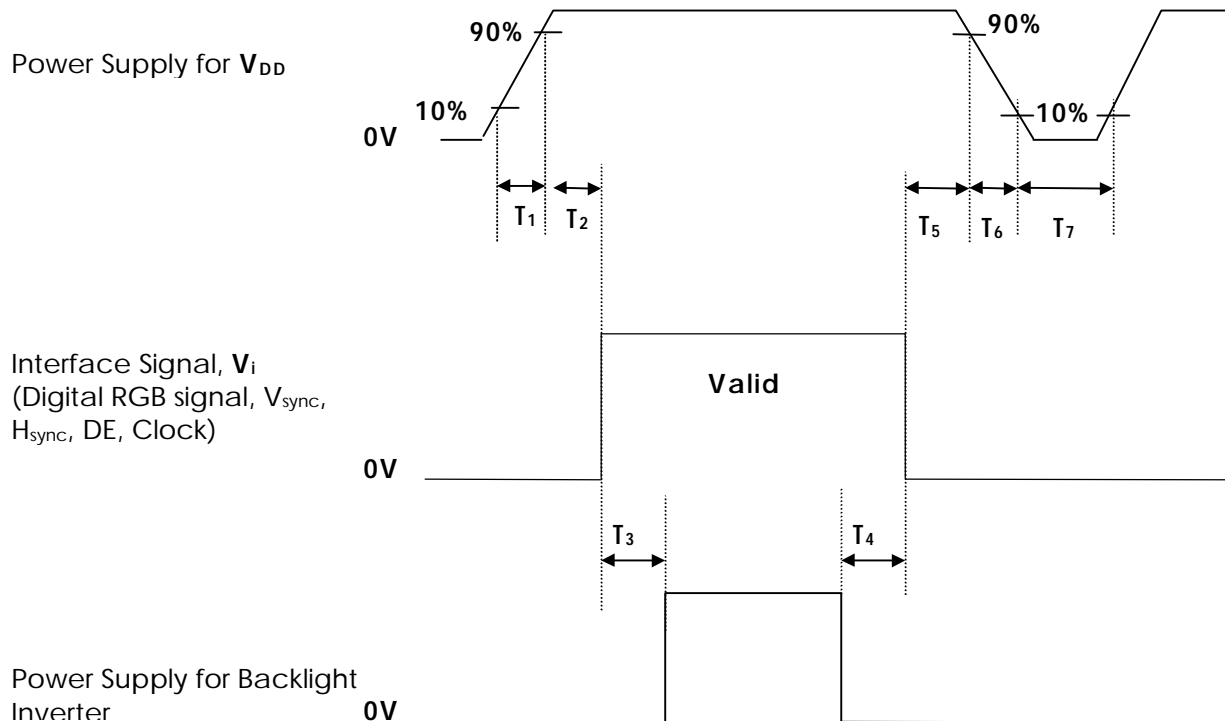 90%
90%
Power Supply for VDD
10%
10%
0V
T1
T2
T5
T6
T7
Interface Signal, Vi
(Digital RGB signal, Vsync,
Hsync, DE, Clock)
Valid
0V
T3
T4
Power Supply for Backlight
Inverter
0V